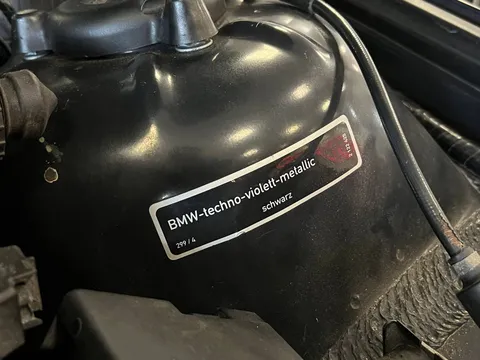 BMW-techno-violett-metallic
schwarz
299 / 4